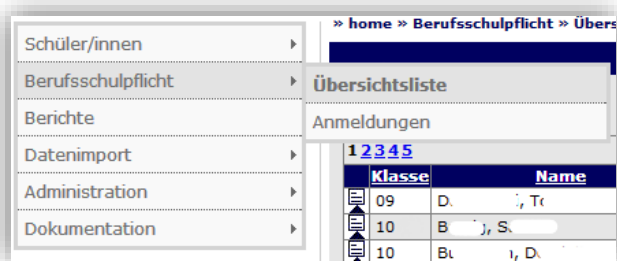 » home » Berufsschulpflicht » Übers
Schüler/innen
Berufsschulpflicht
Übersichtsliste
Berichte
Anmeldungen
Datenimport
1 2 3 4 5
Klasse Name
Administration
09 D.
Dokumentation
10
10